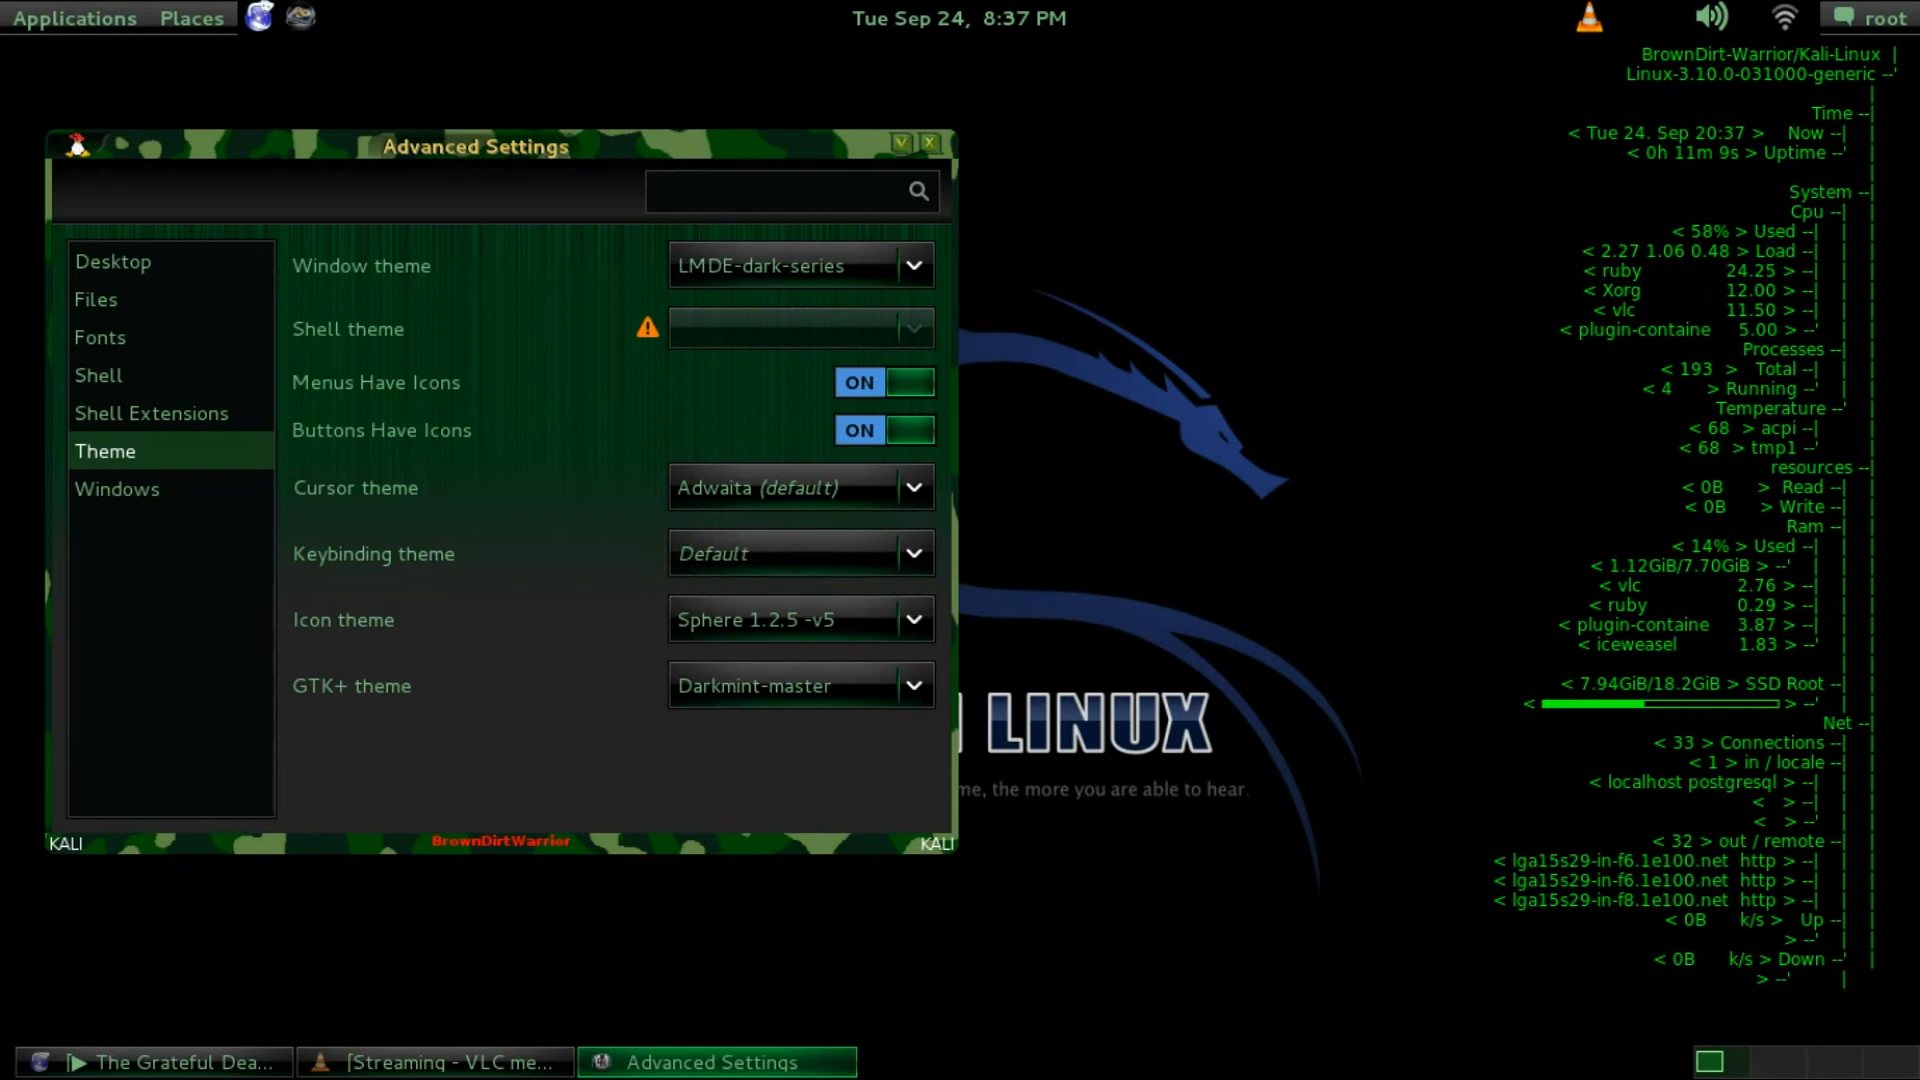 Applications Places
Tue Sep 24, 8:37 PM
root
BrownDirt-Warrior/Kali-Linux |
Linux-3.10.0-031000-generic --'
Time --|
< Tue 24. Sep 20:37 > Now --|
< 0h 11m 9s > Uptime --'
System --|
Cpu --|
< 58% > Used --|
< 2.27 1.06 0.48 > Load --|
< ruby 24.25 > --|
< Xorg 12.00 > --|
< vlc 11.50 > --|
< plugin-containe 5.00 > --'
Processes --|
< 193 > Total --|
< 4 > Running --'
Temperature --'
< 68 > acpi --|
< 68 > tmp1 --'
resources --|
< 0B > Read --|
< 0B > Write --|
Ram --|
< 14% > Used --|
< 1.12GiB/7.70GiB > --'
< vlc 2.76 > --|
< ruby 0.29 > --|
< plugin-containe 3.87 > --|
< iceweasel 1.83 > --|
< 7.94GiB/18.2GiB > SSD Root --|
< > --'
Net --|
< 33 > Connections --|
< 1 > in / locale --|
< localhost postgresql > --|
< > --|
< > --|
< 32 > out / remote --|
< lga15s29-in-f6.1e100.net http > --|
< lga15s29-in-f6.1e100.net http > --|
< lga15s29-in-f8.1e100.net http > --|
< 0B k/s > Up --|
> --'
< 0B k/s > Down --'
> --'
Advanced Settings
Desktop
Files
Fonts
Shell
Shell Extensions
Theme
Windows
Window theme LMDE-dark-series
Shell theme
Menus Have Icons ON
Buttons Have Icons ON
Cursor theme Adwaita (default)
Keybinding theme Default
Icon theme Sphere 1.2.5 -v5
GTK+ theme Darkmint-master
KALI BrownDirtWarrior KALI
LINUX
me, the more you are able to hear.
[▶ The Grateful Dea... [Streaming - VLC me... Advanced Settings